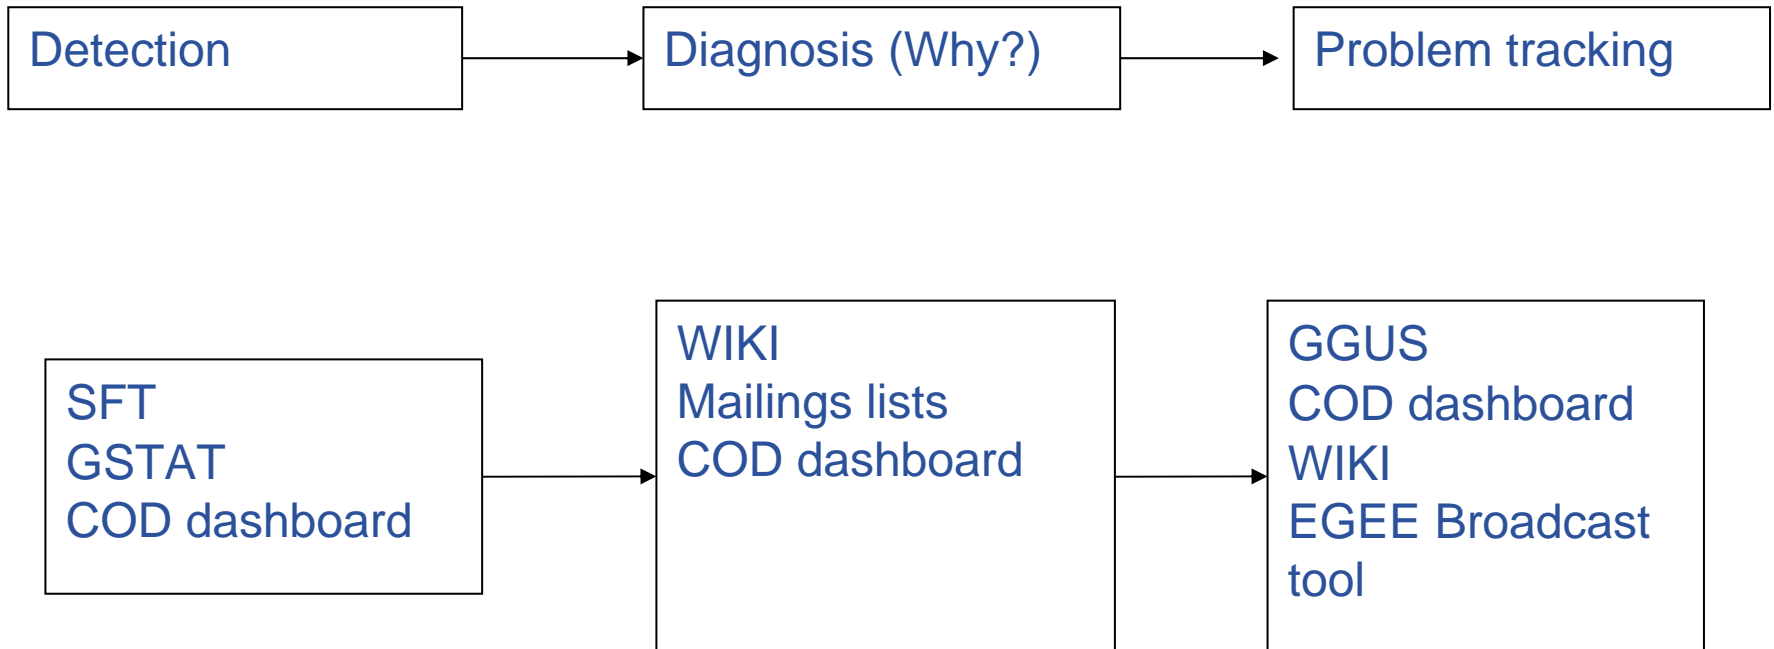 Detection
Diagnosis (Why?)
Problem tracking
SFT
GSTAT
COD dashboard
WIKI
Mailings lists
COD dashboard
GGUS
COD dashboard
WIKI
EGEE Broadcast
tool